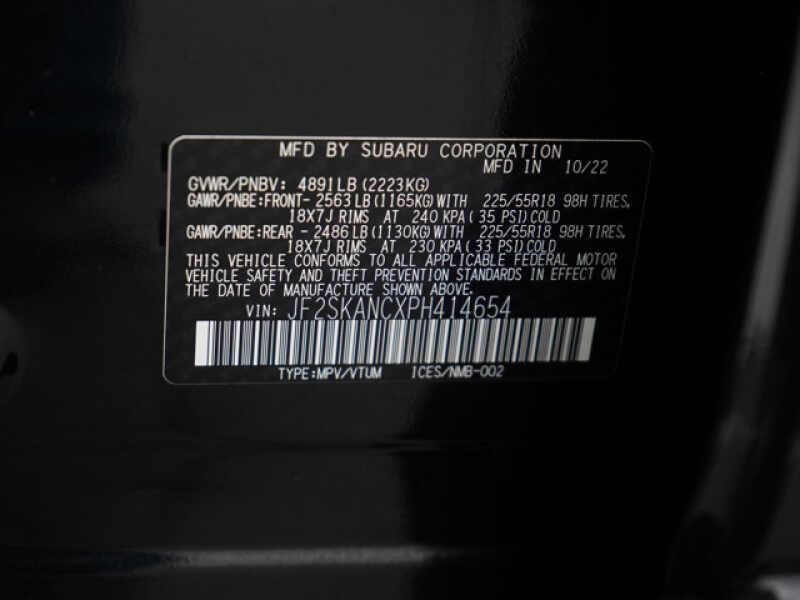 MFD BY SUBARU CORPORATION
MFD IN 10/22
GVWR/PNBV: 4891LB (2223KG)
GAWR/PNBE:FRONT- 2563LB (1165KG) WITH 225/55R18 98H TIRES,
18X7J RIMS AT 240 KPA ( 35 PSI) COLD
GAWR/PNBE:REAR - 2486LB (1130KG) WITH 225/55R18 98H TIRES,
18X7J RIMS AT 230 KPA ( 33 PSI) COLD
THIS VEHICLE CONFORMS TO ALL APPLICABLE FEDERAL MOTOR
VEHICLE SAFETY AND THEFT PREVENTION STANDARDS IN EFFECT ON
THE DATE OF MANUFACTURE SHOWN ABOVE.
VIN: JF2SKANCXPH414654
TYPE:MPV/VTUM ICES/NMB-002